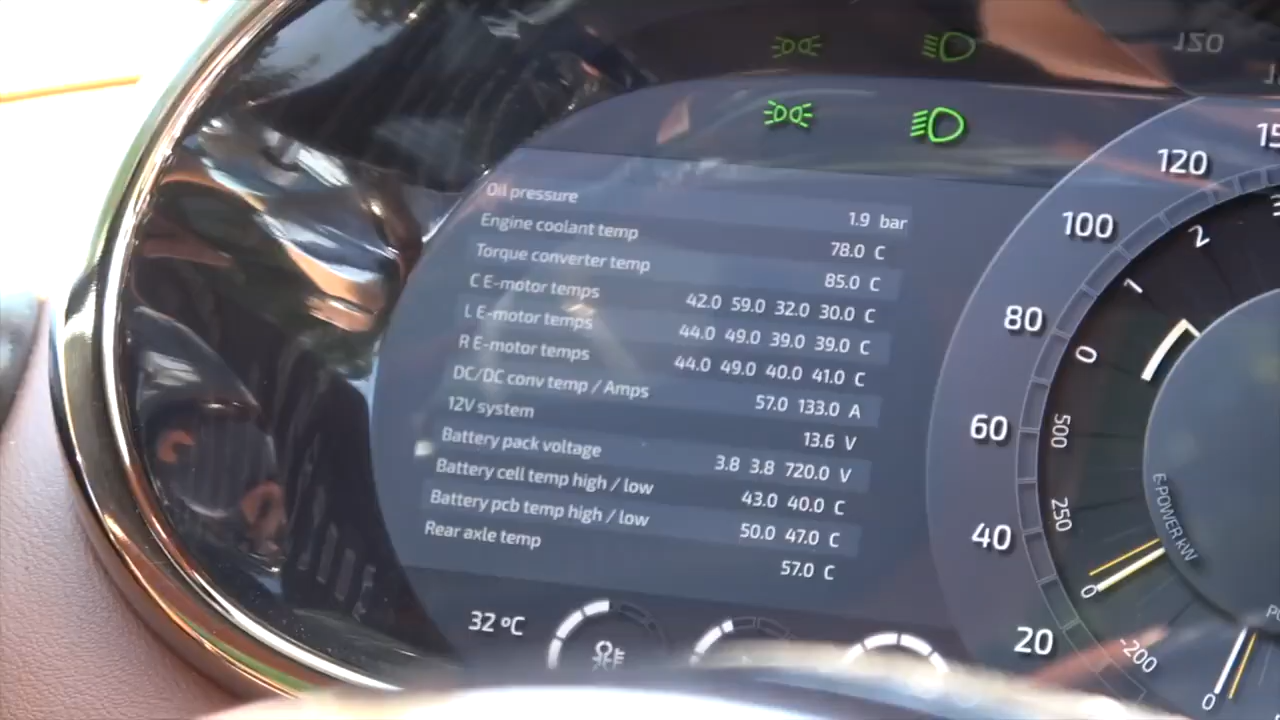 Oil pressure 1.9 bar
Engine coolant temp 78.0 C
Torque converter temp 85.0 C
C E-motor temps 42.0 59.0 32.0 30.0 C
L E-motor temps 44.0 49.0 39.0 39.0 C
R E-motor temps 44.0 49.0 40.0 41.0 C
DC/DC conv temp / Amps 57.0 133.0 A
12V system 13.6 V
Battery pack voltage 3.8 3.8 720.0 V
Battery cell temp high / low 43.0 40.0 C
Battery pcb temp high / low 50.0 47.0 C
Rear axle temp 57.0 C
32 ºC
120
100
80
60
40
20
2
1
0
500
250
0
-200
E-POWER kW
0
120